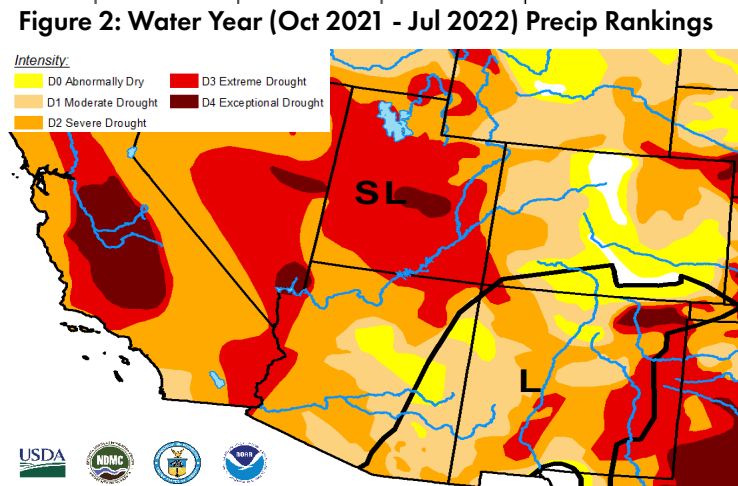 Figure 2: Water Year (Oct 2021 - Jul 2022) Precip Rankings
Intensity:
D0 Abnormally Dry
D1 Moderate Drought
D2 Severe Drought
D3 Extreme Drought
D4 Exceptional Drought
SL
L
USDA
NDMC
NOAA